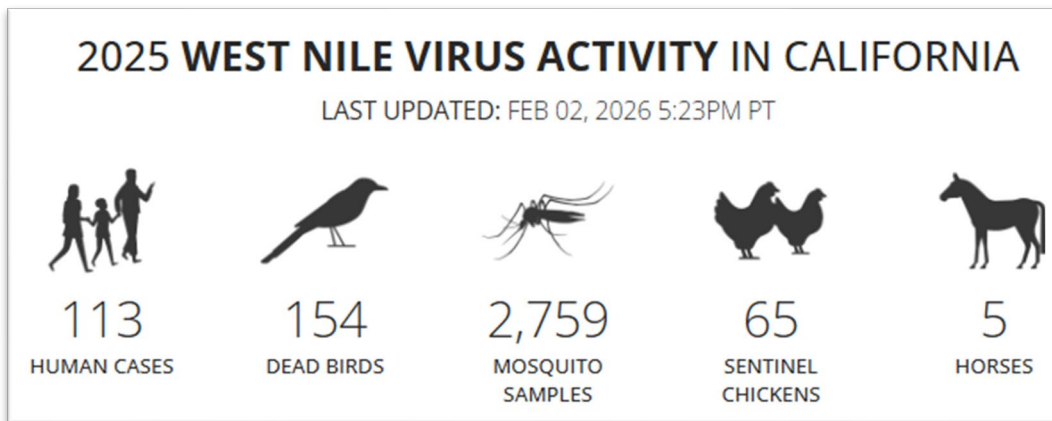 2025 WEST NILE VIRUS ACTIVITY IN CALIFORNIA
LAST UPDATED: FEB 02, 2026 5:23PM PT
113
HUMAN CASES
154
DEAD BIRDS
2,759
MOSQUITO
SAMPLES
65
SENTINEL
CHICKENS
5
HORSES